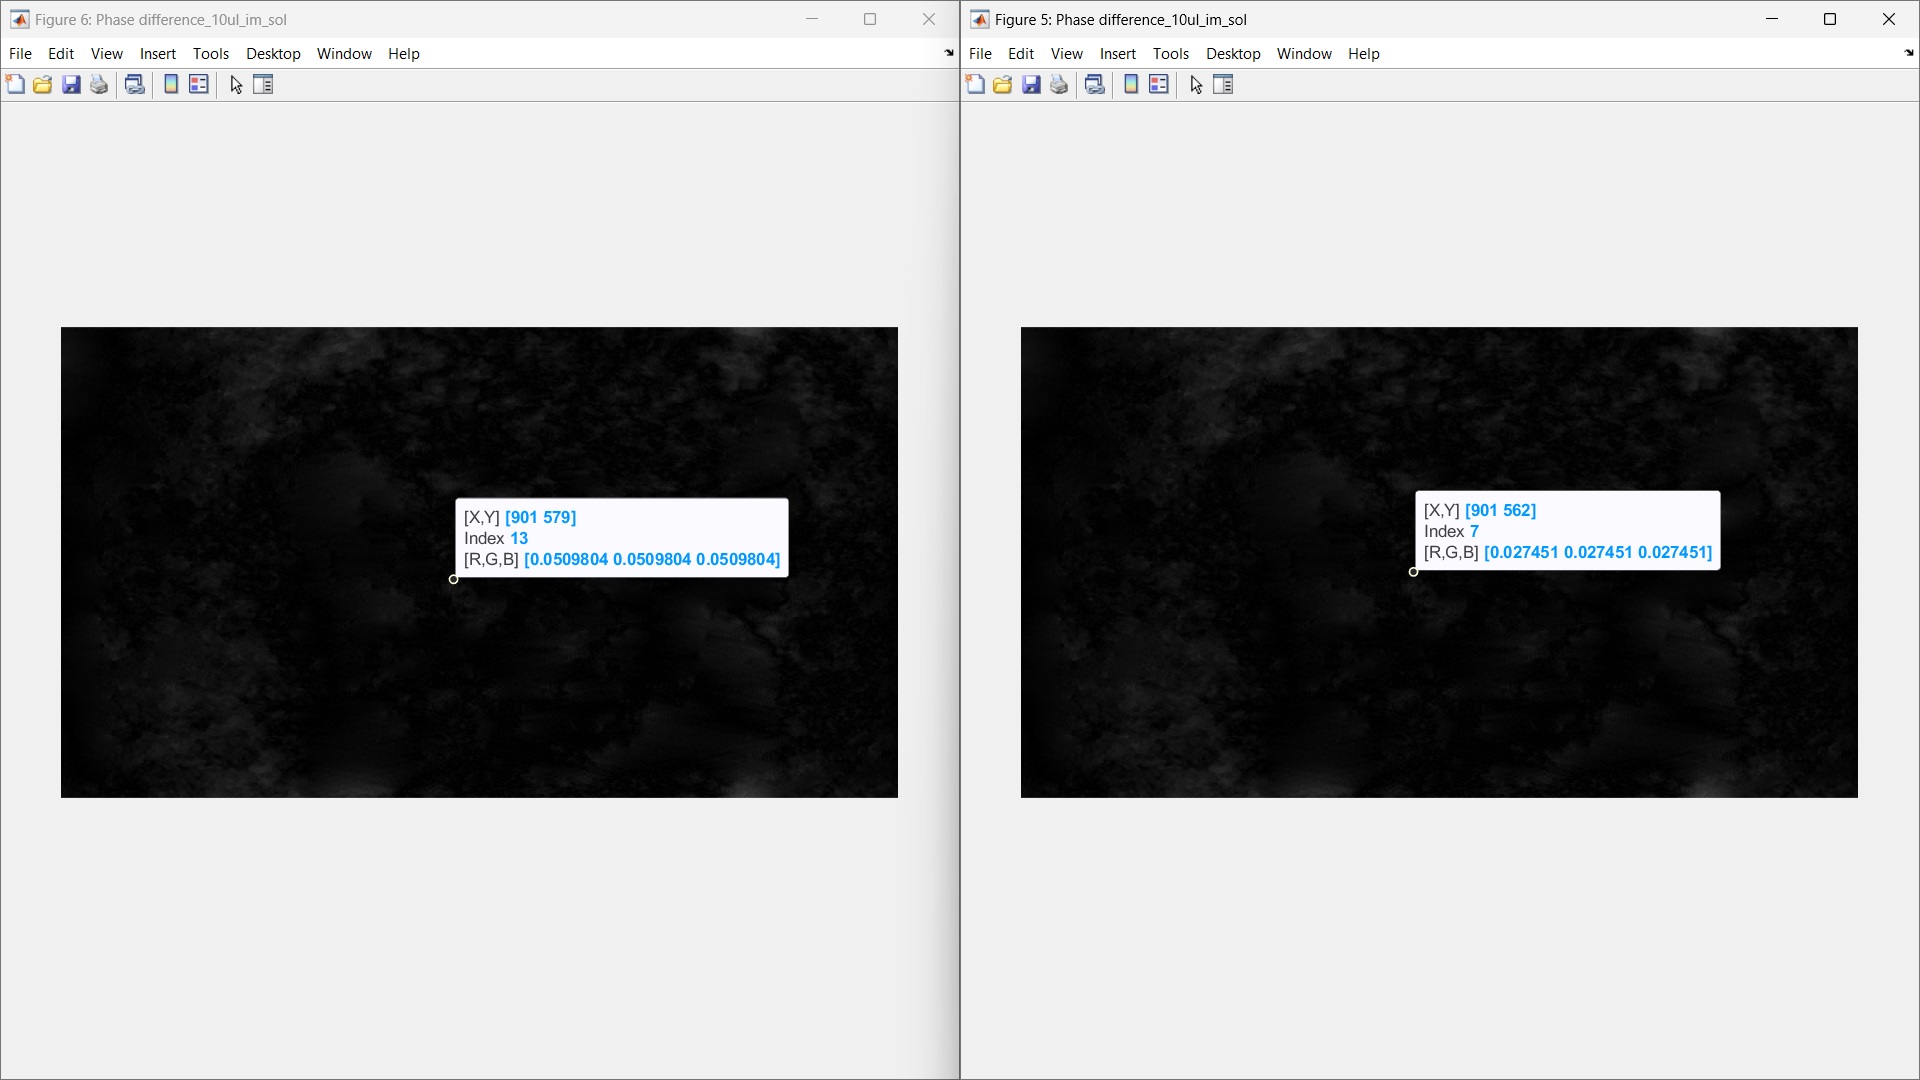 Figure 6: Phase difference_10ul_im_sol
File Edit View Insert Tools Desktop Window Help
[X,Y] [901 579]
Index 13
[R,G,B] [0.0509804 0.0509804 0.0509804]
Figure 5: Phase difference_10ul_im_sol
File Edit View Insert Tools Desktop Window Help
[X,Y] [901 562]
Index 7
[R,G,B] [0.027451 0.027451 0.027451]